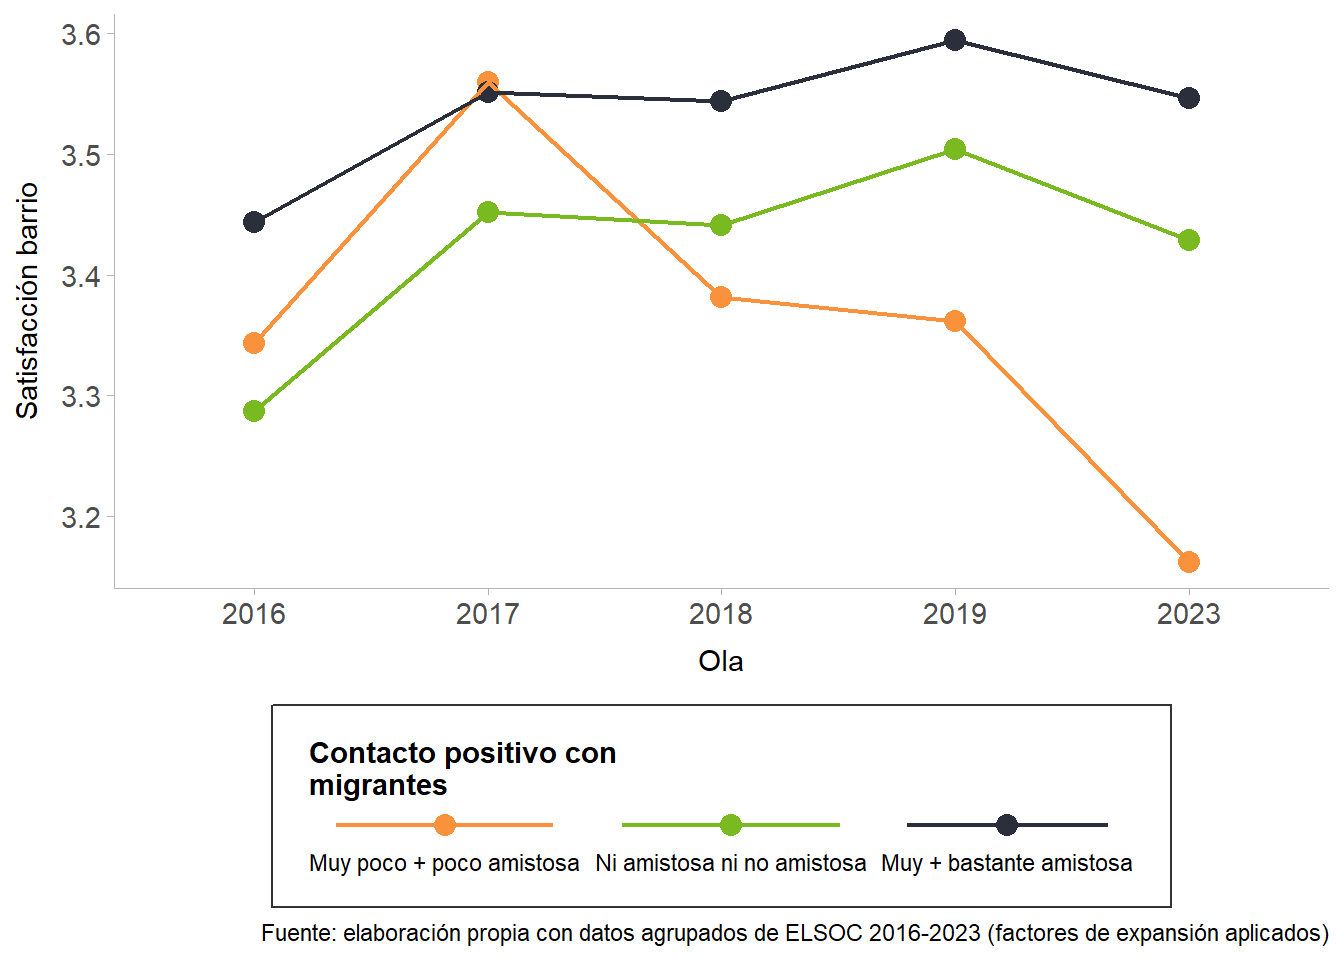 3.6
3.5
3.4
3.3
3.2
Satisfacción barrio
2016 2017 2018 2019 2023
Ola
Contacto positivo con
migrantes
Muy poco + poco amistosa Ni amistosa ni no amistosa Muy + bastante amistosa
Fuente: elaboración propia con datos agrupados de ELSOC 2016-2023 (factores de expansión aplicados)